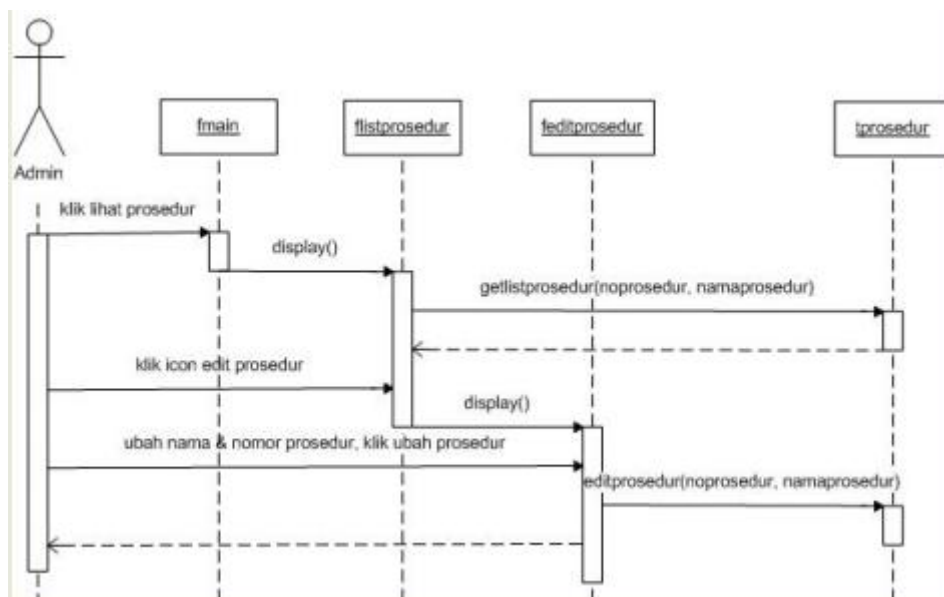 fmain
flistprosedur
feditprosedur
tprosedur
Admin
klik lihat prosedur
display()
getlistprosedur(noprosedur, namaprosedur)
klik icon edit prosedur
display()
ubah nama & nomor prosedur, klik ubah prosedur
editprosedur(noprosedur, namaprosedur)